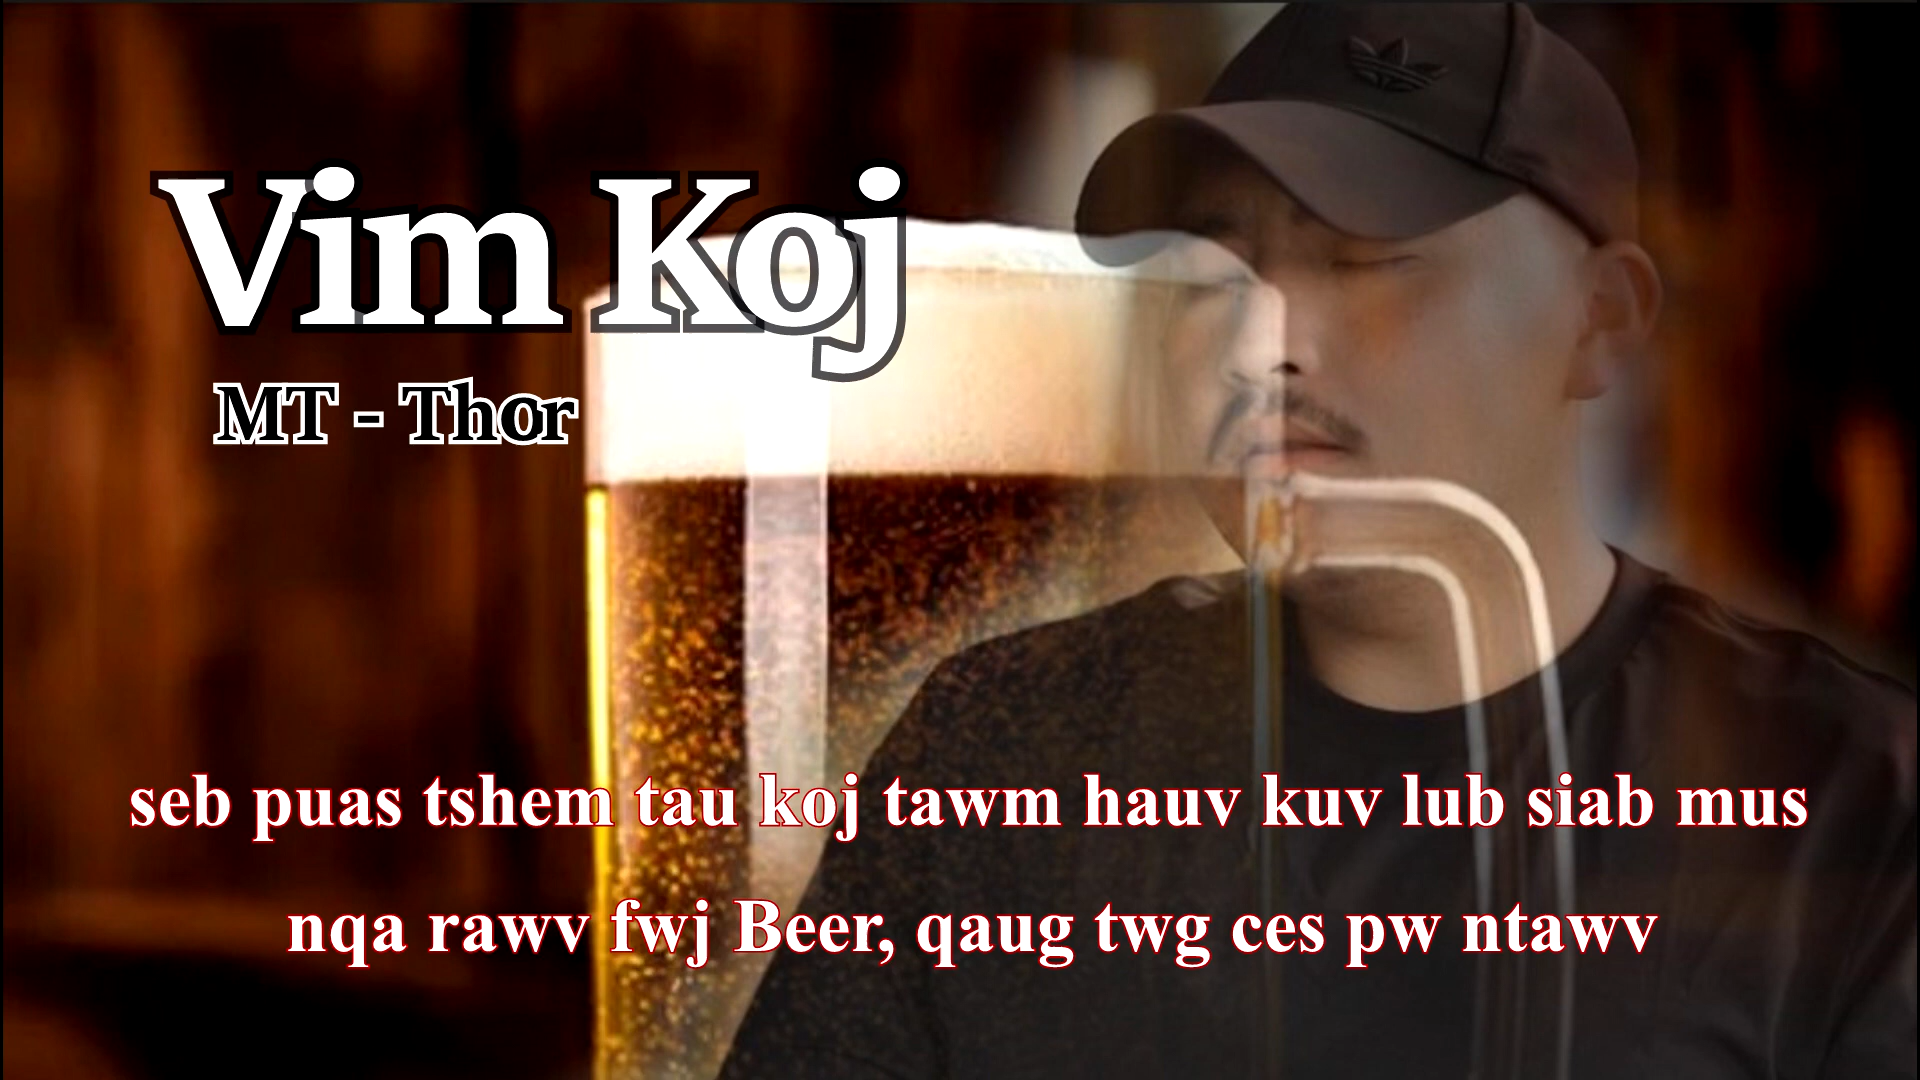 Vim Koj
MT - Thor
seb puas tshem tau koj tawm hauv kuv lub siab mus
nqa rawv fwj Beer, qaug twg ces pw ntawv